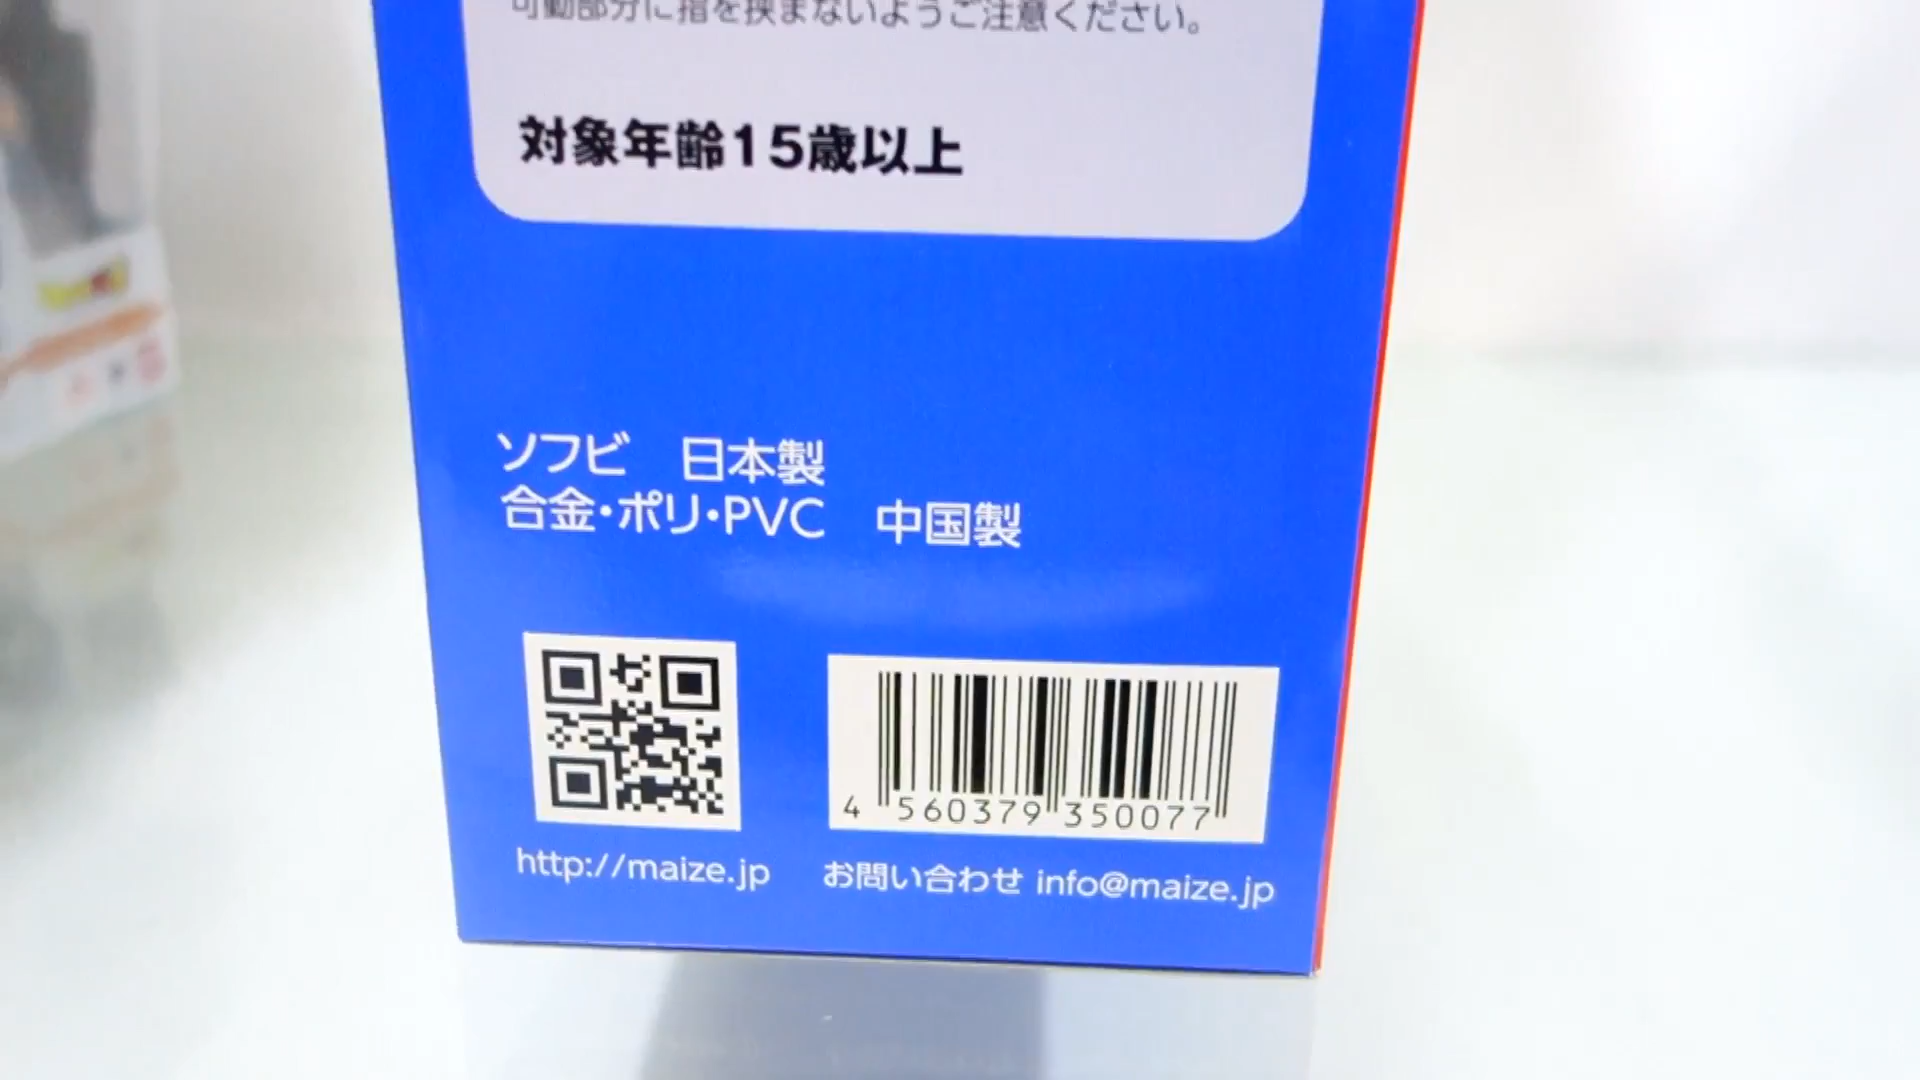 可動部分に指を挟まないようご注意ください。
対象年齢15歳以上
ソフビ　日本製
合金・ポリ・PVC　中国製
4 560379 350077
http://maize.jp
お問い合わせ info@maize.jp